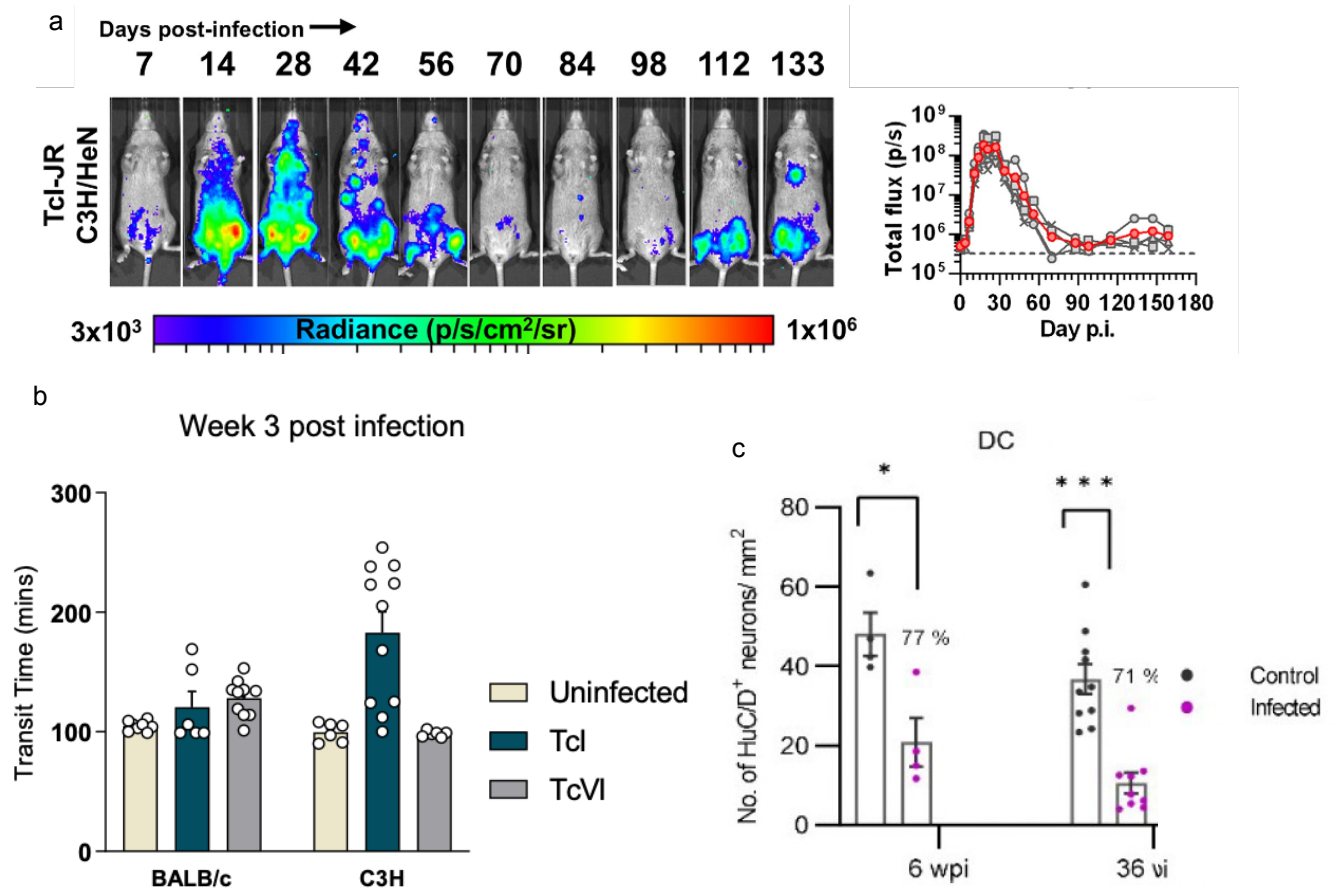 a
Days post-infection
7 14 28 42 56 70 84 98 112 133
TcI-JR
C3H/HeN
3x10³ Radiance (p/s/cm²/sr) 1x10⁶
Total flux (p/s)
10⁹
10⁸
10⁷
10⁶
10⁵
0 30 60 90 120 150 180
Day p.i.
b
Week 3 post infection
Transit Time (mins)
300
200
100
0
BALB/c C3H
Uninfected
TcI
TcVI
c
DC
No. of HuC/D⁺ neurons/ mm²
80
60
40
20
0
*
* * *
77 %
71 %
6 wpi 36 υi
Control
Infected